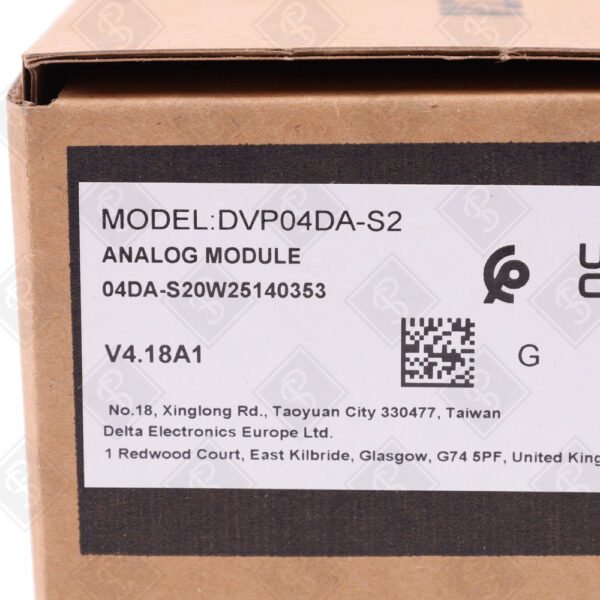 MODEL:DVP04DA-S2
ANALOG MODULE
04DA-S20W25140353
V4.18A1
G
No.18, Xinglong Rd., Taoyuan City 330477, Taiwan
Delta Electronics Europe Ltd.
1 Redwood Court, East Kilbride, Glasgow, G74 5PF, United